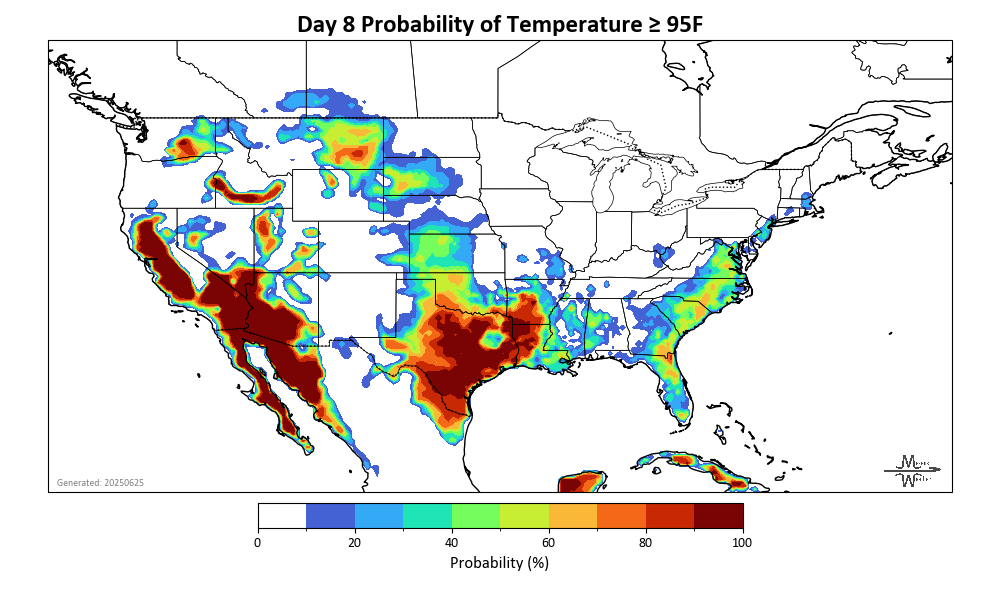 Day 8 Probability of Temperature ≥ 95F
Generated: 20250625
0 20 40 60 80 100
Probability (%)